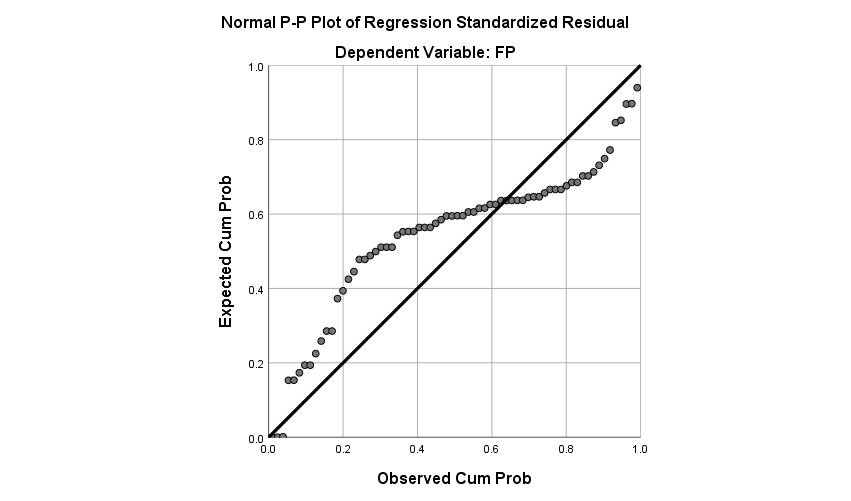 Normal P-P Plot of Regression Standardized Residual
Dependent Variable: FP
Expected Cum Prob
1.0
0.8
0.6
0.4
0.2
0.0
0.0 0.2 0.4 0.6 0.8 1.0
Observed Cum Prob